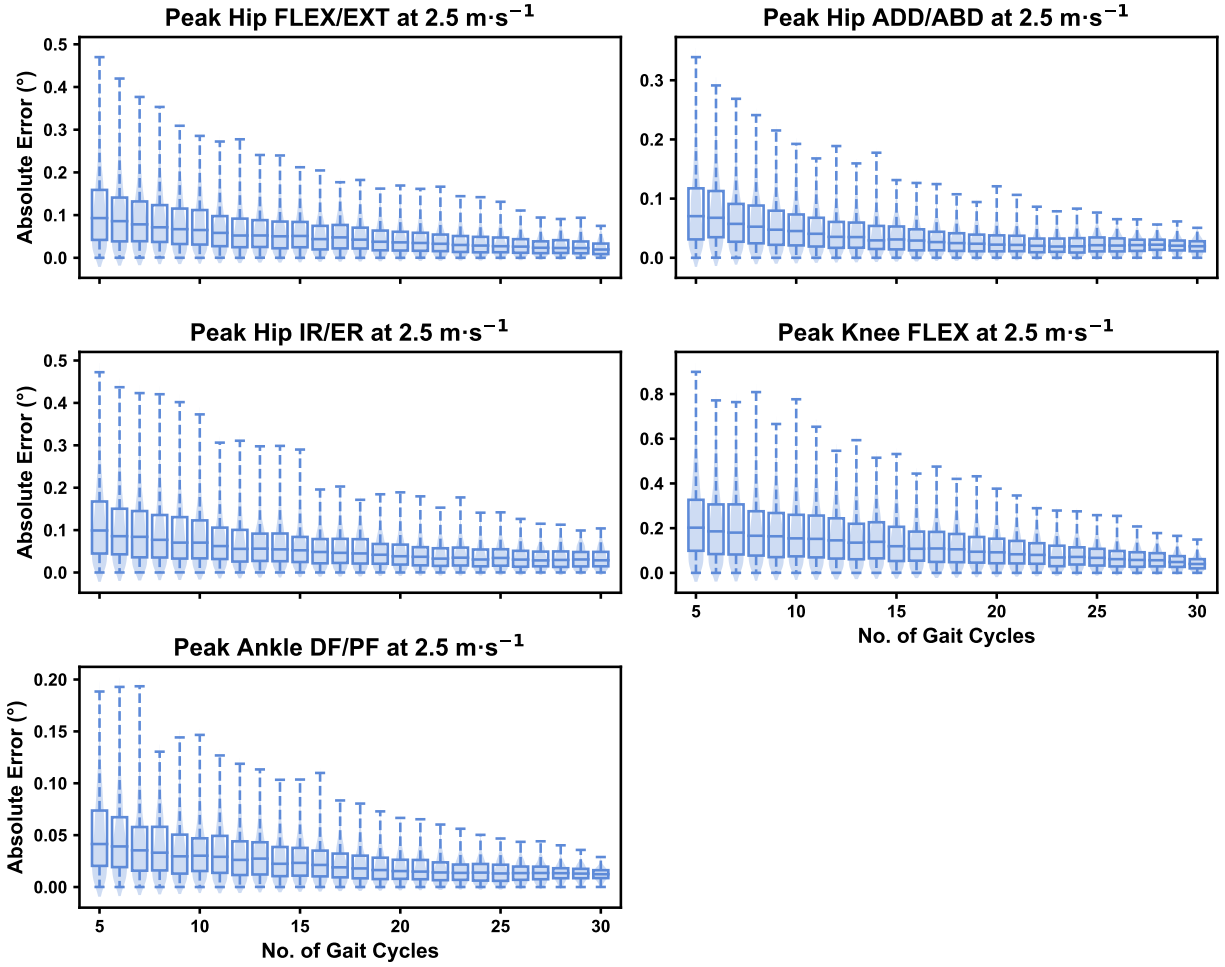 Peak Hip FLEX/EXT at 2.5 m·s⁻¹
Absolute Error (°)
0.5
0.4
0.3
0.2
0.1
0.0
Peak Hip ADD/ABD at 2.5 m·s⁻¹
0.3
0.2
0.1
0.0
Peak Hip IR/ER at 2.5 m·s⁻¹
Absolute Error (°)
0.5
0.4
0.3
0.2
0.1
0.0
Peak Knee FLEX at 2.5 m·s⁻¹
0.8
0.6
0.4
0.2
0.0
5 10 15 20 25 30
No. of Gait Cycles
Peak Ankle DF/PF at 2.5 m·s⁻¹
Absolute Error (°)
0.20
0.15
0.10
0.05
0.00
5 10 15 20 25 30
No. of Gait Cycles